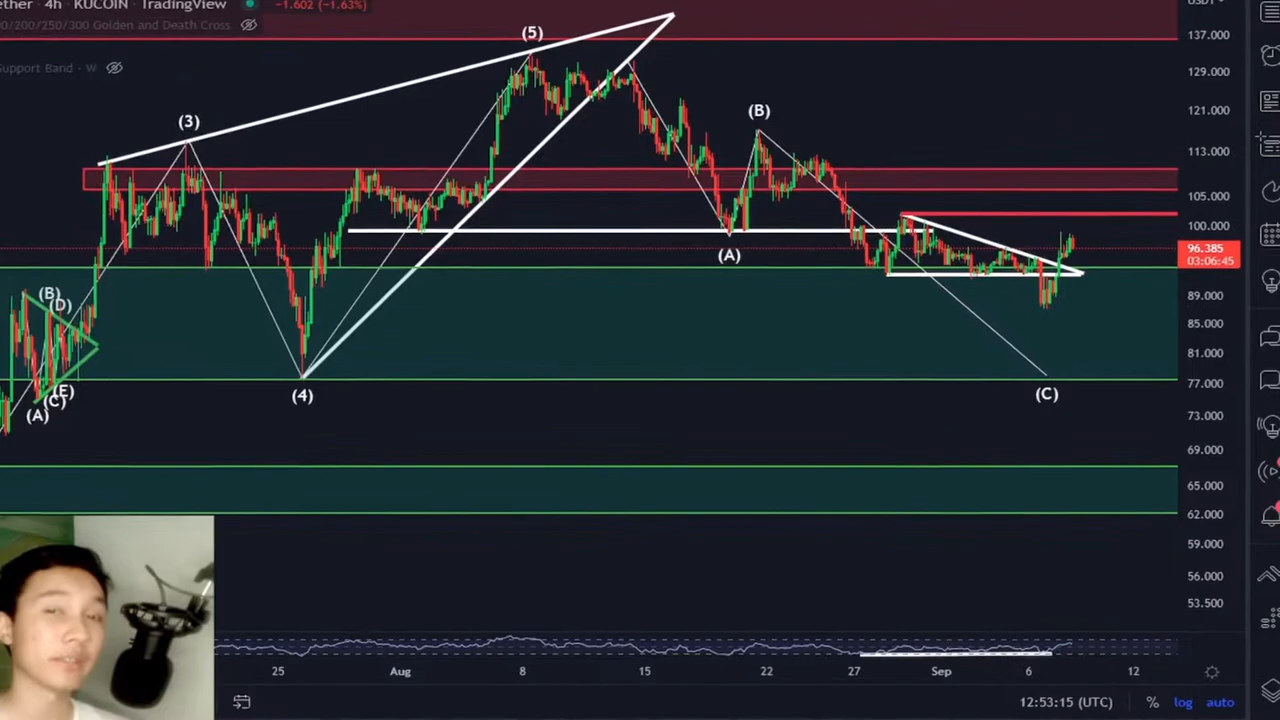 ether · 4h · KUCOIN · TradingView −1.602 (−1.63%)
0/200/250/300 Golden and Death Cross
Support Band · W
USDT
137.000
129.000
121.000
113.000
105.000
100.000
96.385
03:06:45
89.000
85.000
81.000
77.000
73.000
69.000
65.000
62.000
59.000
56.000
53.500
(3)
(5)
(B)
(A)
(B)
(D)
(E)
(C)
(A)
(4)
(C)
25
Aug
8
15
22
27
Sep
6
12
12:53:15 (UTC)
%
log
auto